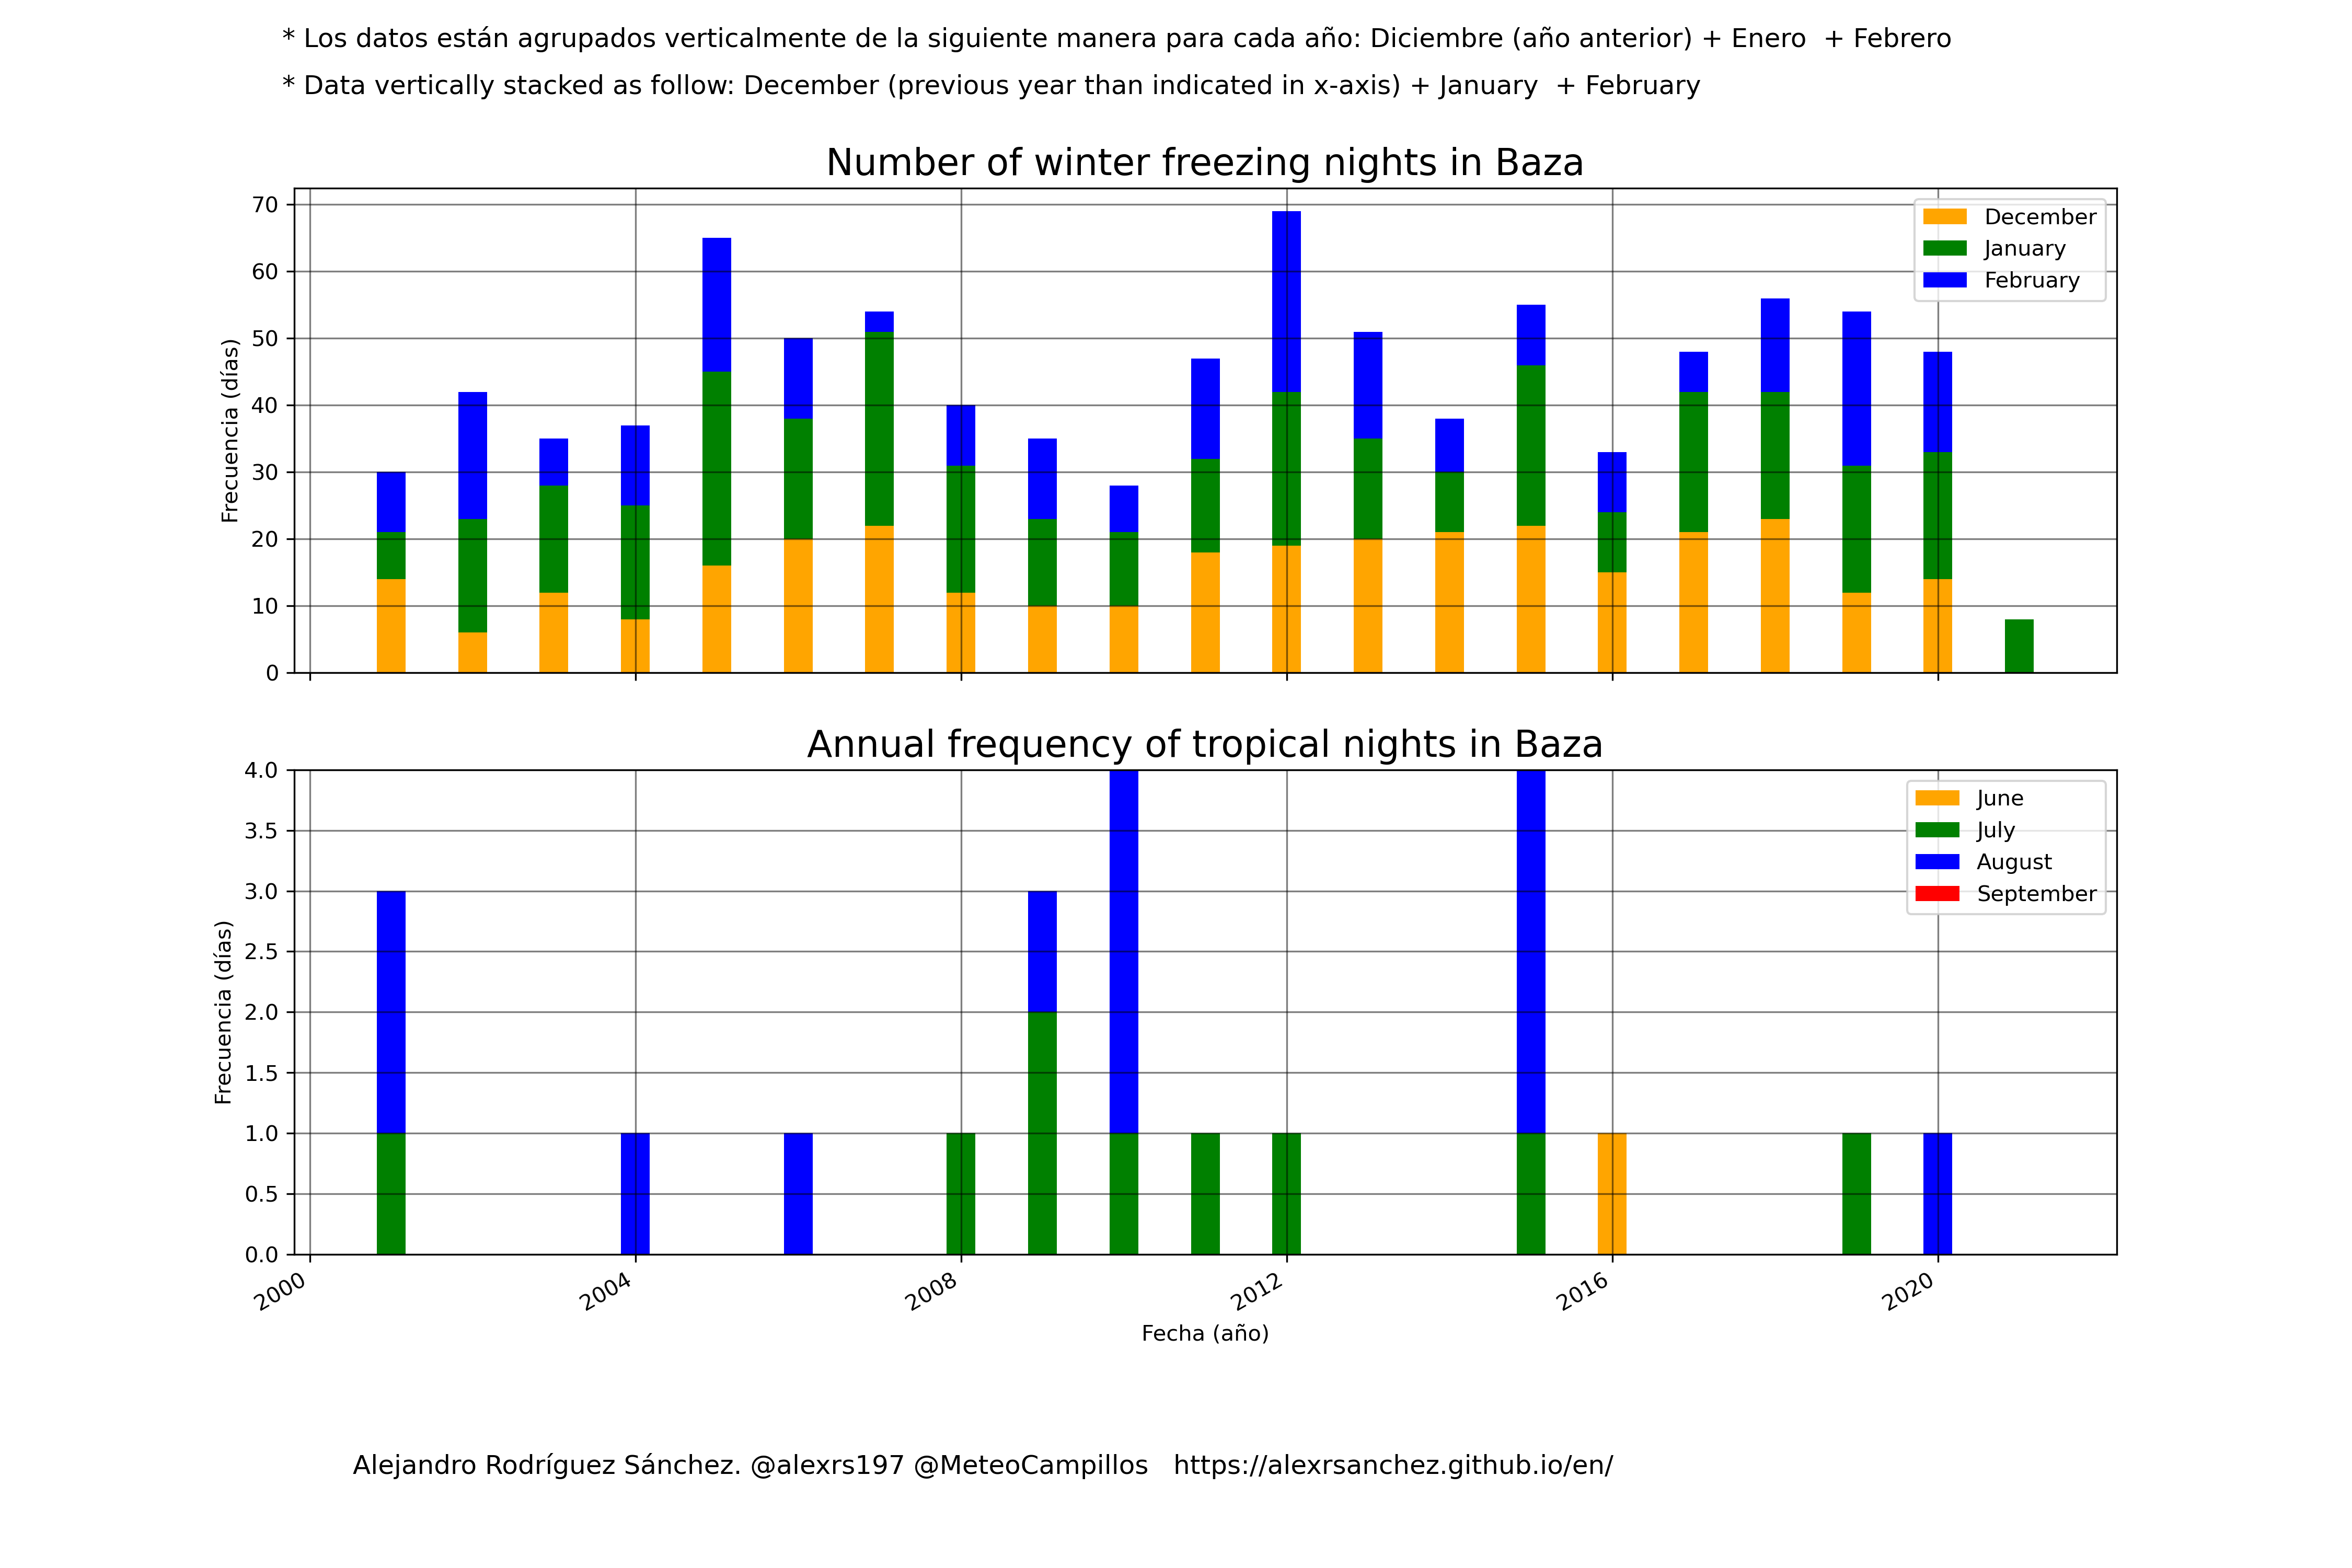 * Los datos están agrupados verticalmente de la siguiente manera para cada año: Diciembre (año anterior) + Enero  + Febrero
* Data vertically stacked as follow: December (previous year than indicated in x-axis) + January  + February
Number of winter freezing nights in Baza
70
60
50
40
30
20
10
0
Frecuencia (días)
December
January
February
Annual frequency of tropical nights in Baza
4.0
3.5
3.0
2.5
2.0
1.5
1.0
0.5
0.0
Frecuencia (días)
June
July
August
September
2000 2004 2008 2012 2016 2020
Fecha (año)
Alejandro Rodríguez Sánchez. @alexrs197 @MeteoCampillos   https://alexrsanchez.github.io/en/